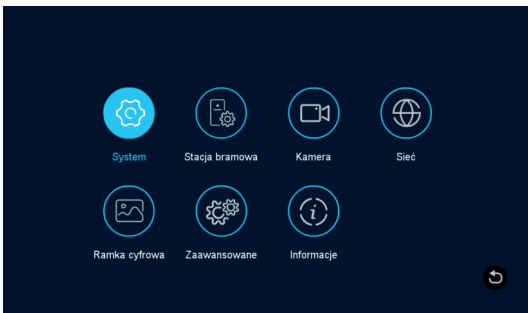 System
Stacja bramowa
Kamera
Sieć
Ramka cyfrowa
Zaawansowane
Informacje